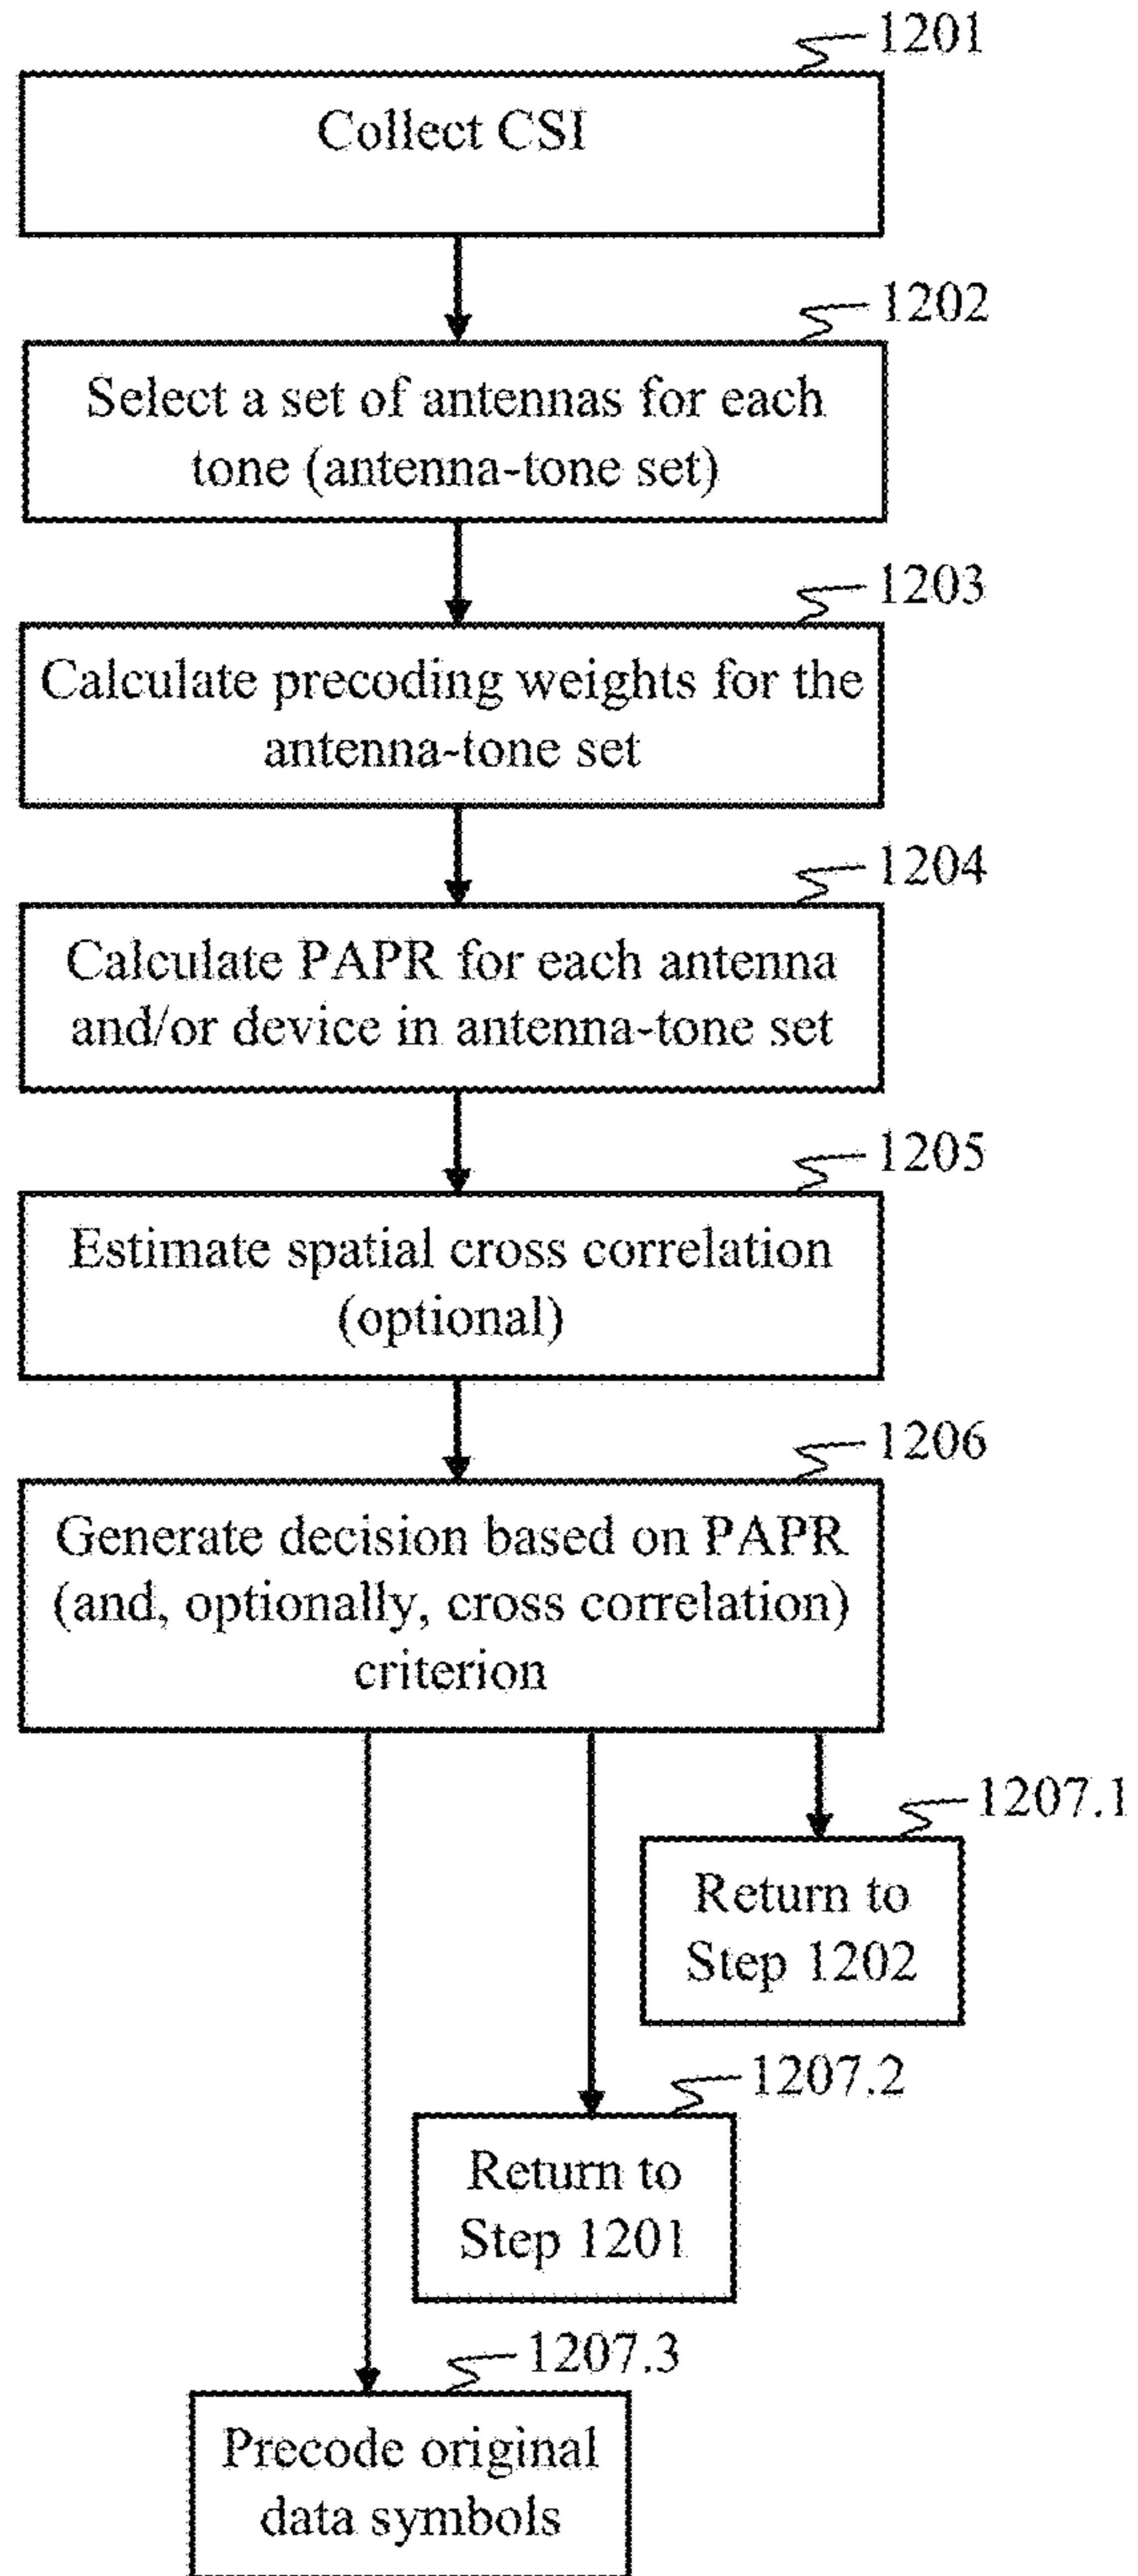 1201
Collect CSI
1202
Select a set of antennas for each
tone (antenna-tone set)
1203
Calculate precoding weights for the
antenna-tone set
1204
Calculate PAPR for each antenna
and/or device in antenna-tone set
1205
Estimate spatial cross correlation
(optional)
1206
Generate decision based on PAPR
(and, optionally, cross correlation)
criterion
1207.1
Return to
Step 1202
1207.2
Return to
Step 1201
1207.3
Precode original
data symbols